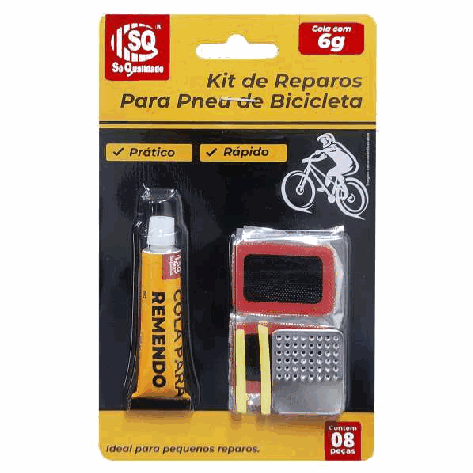 SQ
SóQualidade
Cola com
6g
Kit de Reparos
Para Pneu de Bicicleta
Prático
Rápido
COLA PARA
REMENDO
Contém
08
peças
Ideal para pequenos reparos.